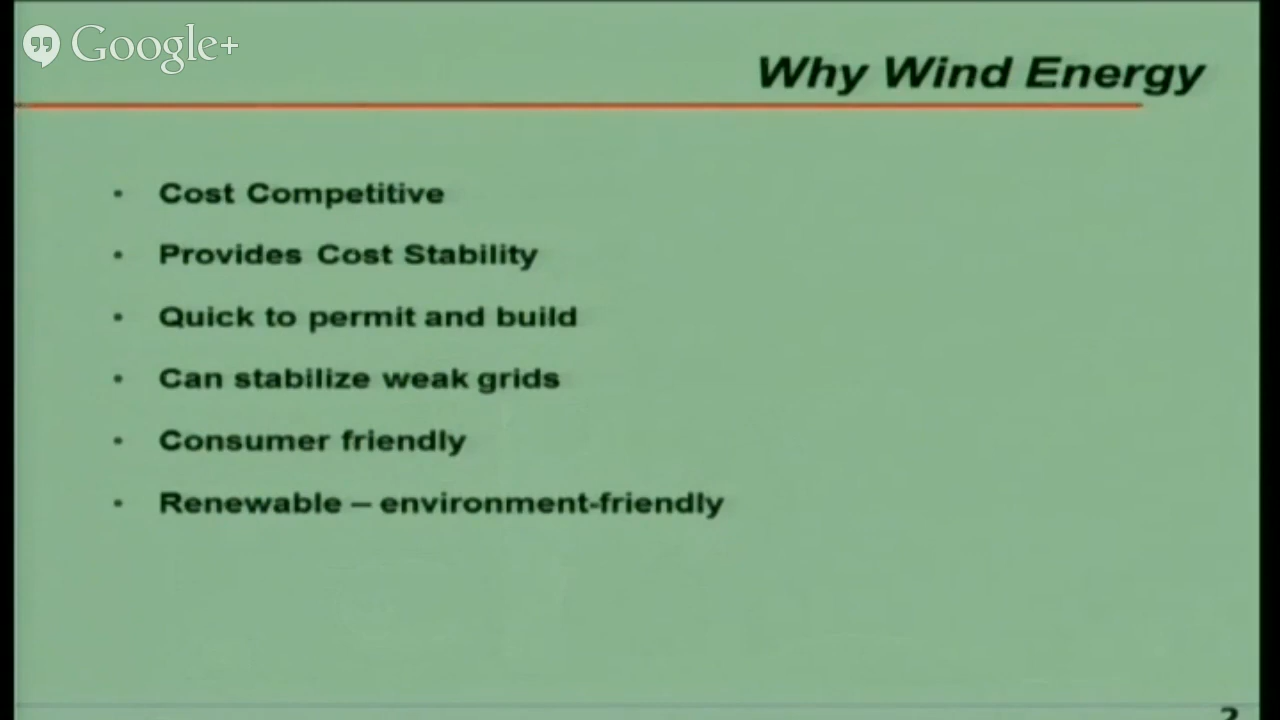 Google+
Why Wind Energy
• Cost Competitive
• Provides Cost Stability
• Quick to permit and build
• Can stabilize weak grids
• Consumer friendly
• Renewable – environment-friendly
2